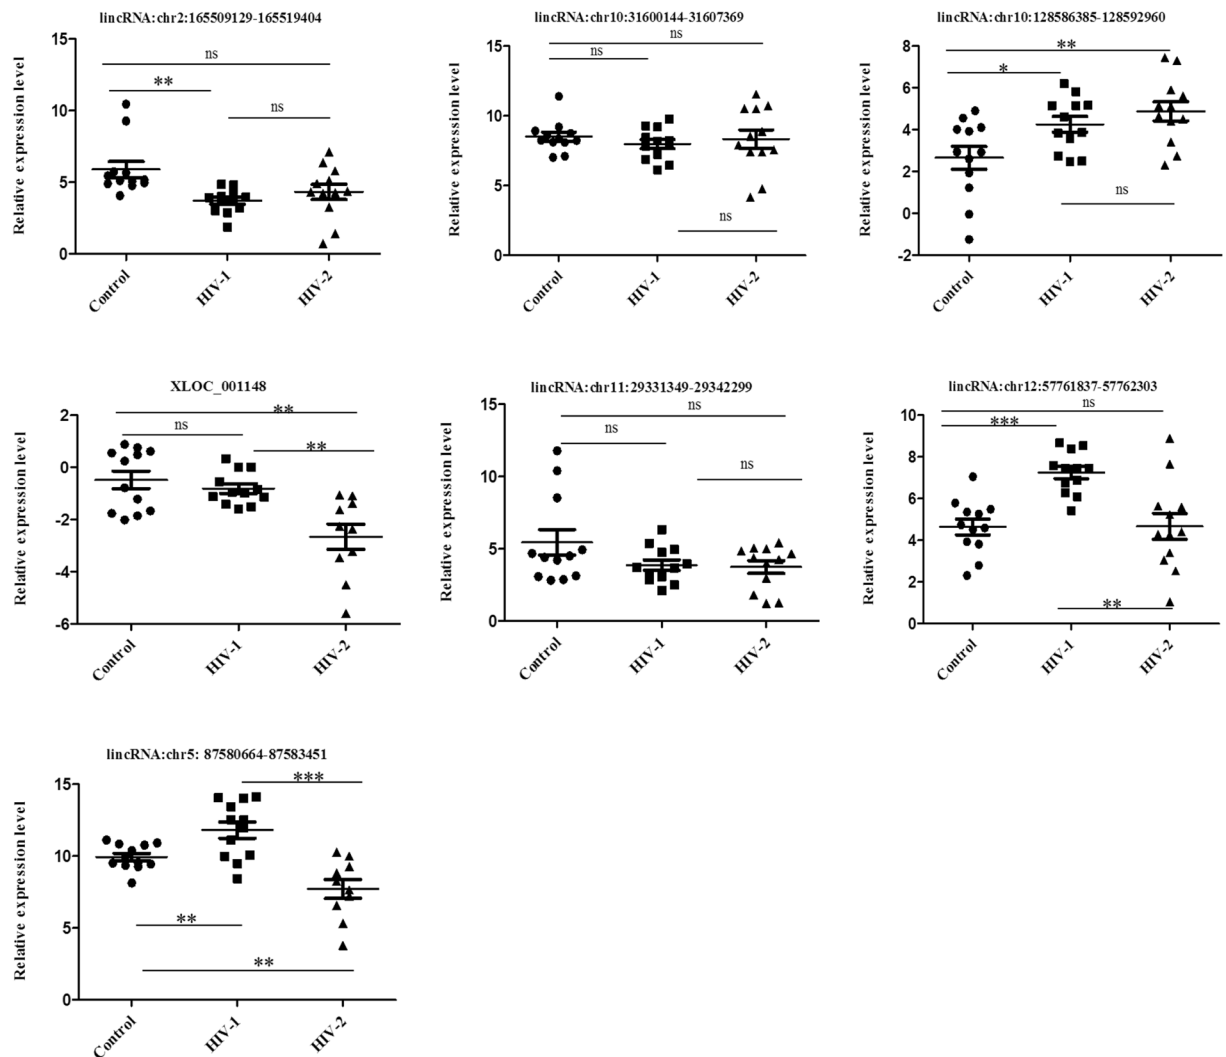 lincRNA:chr2:165509129-165519404
Relative expression level
15
10
5
0
ns
**
ns
Control
HIV-1
HIV-2
lincRNA:chr10:31600144-31607369
Relative expression level
15
10
5
0
ns
ns
ns
Control
HIV-1
HIV-2
lincRNA:chr10:128586385-128592960
Relative expression level
8
6
4
2
0
-2
**
*
ns
Control
HIV-1
HIV-2
XLOC_001148
Relative expression level
2
0
-2
-4
-6
**
ns
**
Control
HIV-1
HIV-2
lincRNA:chr11:29331349-29342299
Relative expression level
15
10
5
0
ns
ns
ns
Control
HIV-1
HIV-2
lincRNA:chr12:57761837-57762303
Relative expression level
10
8
6
4
2
0
ns
***
**
Control
HIV-1
HIV-2
lincRNA:chr5: 87580664-87583451
Relative expression level
15
10
5
0
***
**
**
Control
HIV-1
HIV-2